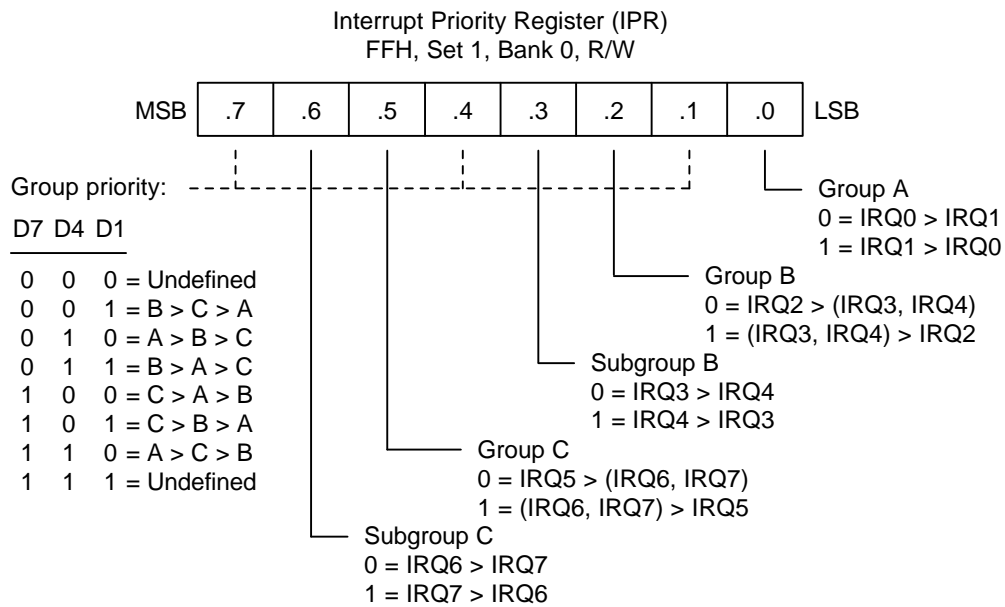 Interrupt Priority Register (IPR)
FFH, Set 1, Bank 0, R/W
MSB .7 .6 .5 .4 .3 .2 .1 .0 LSB
Group priority:
D7 D4 D1
0 0 0 = Undefined
0 0 1 = B > C > A
0 1 0 = A > B > C
0 1 1 = B > A > C
1 0 0 = C > A > B
1 0 1 = C > B > A
1 1 0 = A > C > B
1 1 1 = Undefined
Group A
0 = IRQ0 > IRQ1
1 = IRQ1 > IRQ0
Group B
0 = IRQ2 > (IRQ3, IRQ4)
1 = (IRQ3, IRQ4) > IRQ2
Subgroup B
0 = IRQ3 > IRQ4
1 = IRQ4 > IRQ3
Group C
0 = IRQ5 > (IRQ6, IRQ7)
1 = (IRQ6, IRQ7) > IRQ5
Subgroup C
0 = IRQ6 > IRQ7
1 = IRQ7 > IRQ6